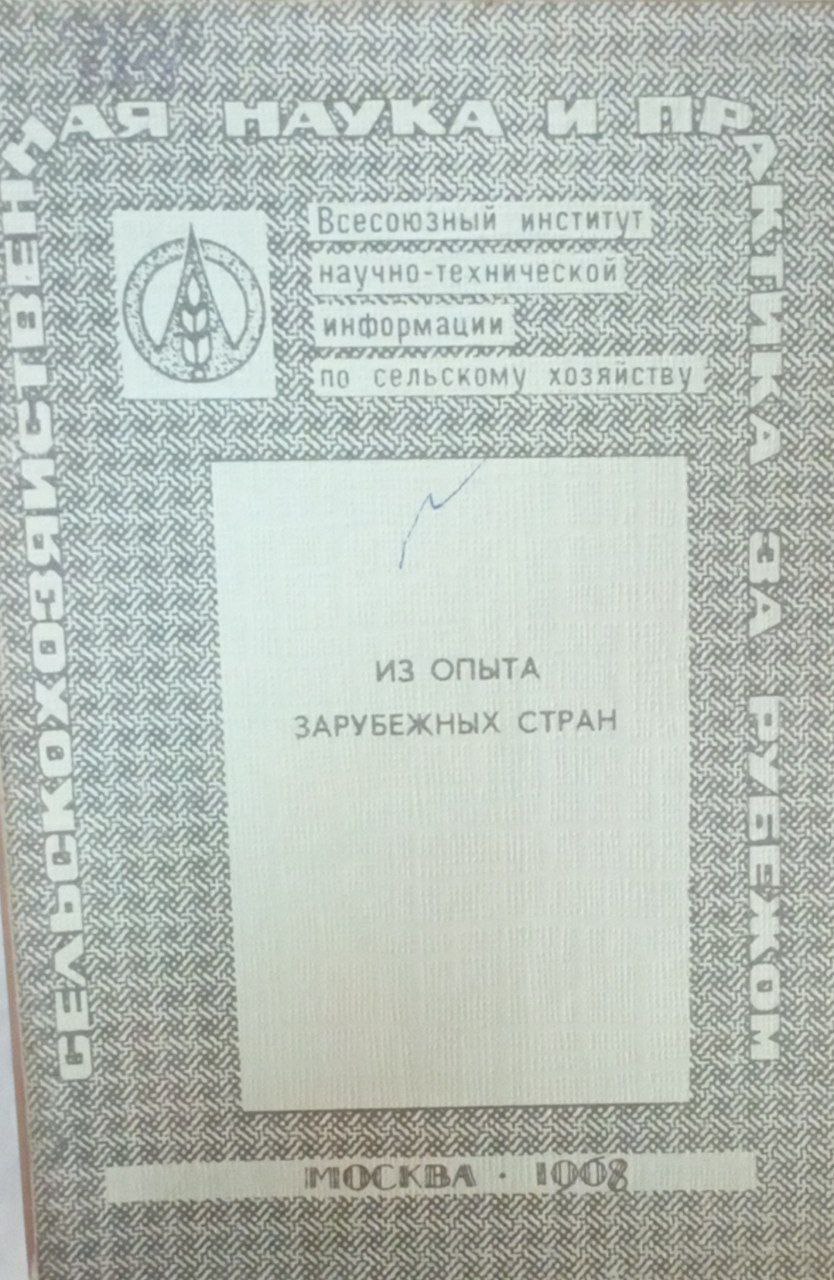 СЕЛЬСКОХОЗЯЙСТВЕННАЯ НАУКА И ПРАКТИКА ЗА РУБЕЖОМ
Всесоюзный институт
научно-технической
информации
по сельскому хозяйству
ИЗ ОПЫТА
ЗАРУБЕЖНЫХ СТРАН
МОСКВА · 1968